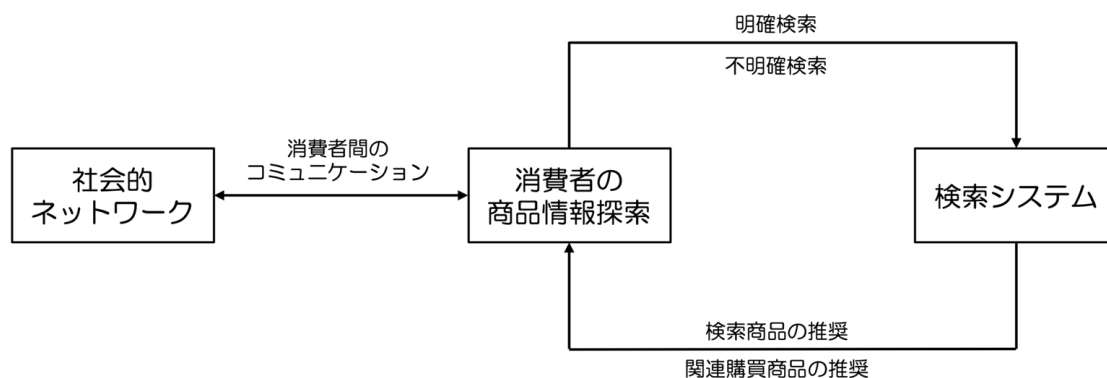 明確検索
不明確検索
社会的
ネットワーク
消費者間の
コミュニケーション
消費者の
商品情報探索
検索システム
検索商品の推奨
関連購買商品の推奨